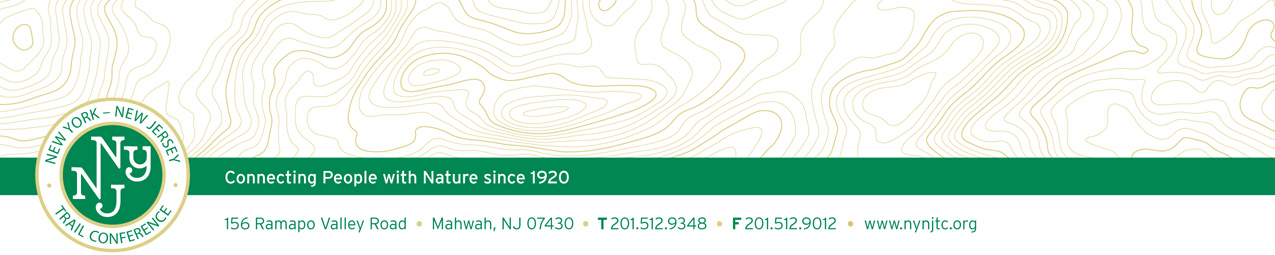 NEW YORK – NEW JERSEY
NY
NJ
TRAIL CONFERENCE
Connecting People with Nature since 1920
156 Ramapo Valley Road • Mahwah, NJ 07430 • T 201.512.9348 • F 201.512.9012 • www.nynjtc.org